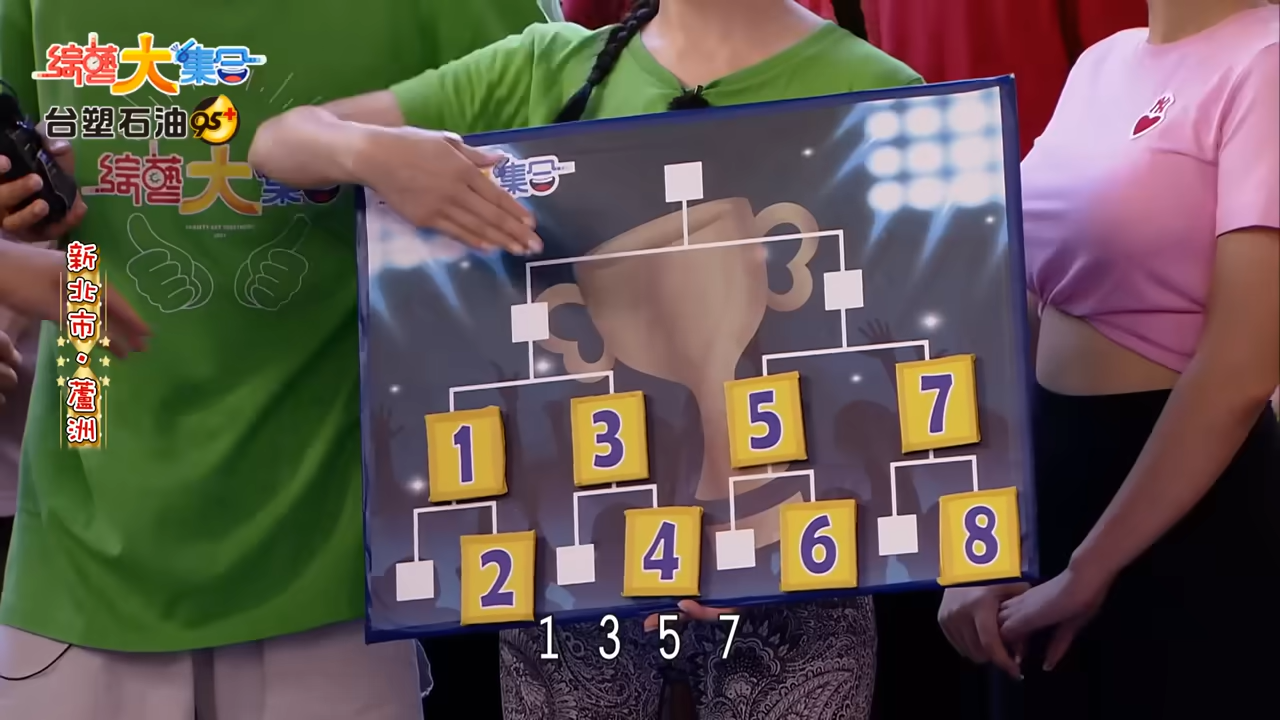 綜藝大集合
台塑石油95+
綜藝大集
新北市・蘆洲
集合
1 3 5 7
2 4 6 8
1 3 5 7